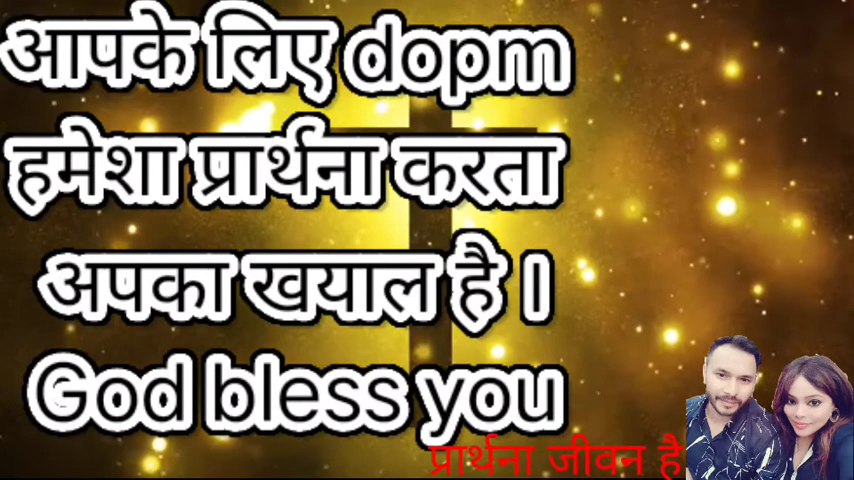 आपके लिए dopm
हमेशा प्रार्थना करता
अपका खयाल है ।
God bless you
प्रार्थना जीवन है